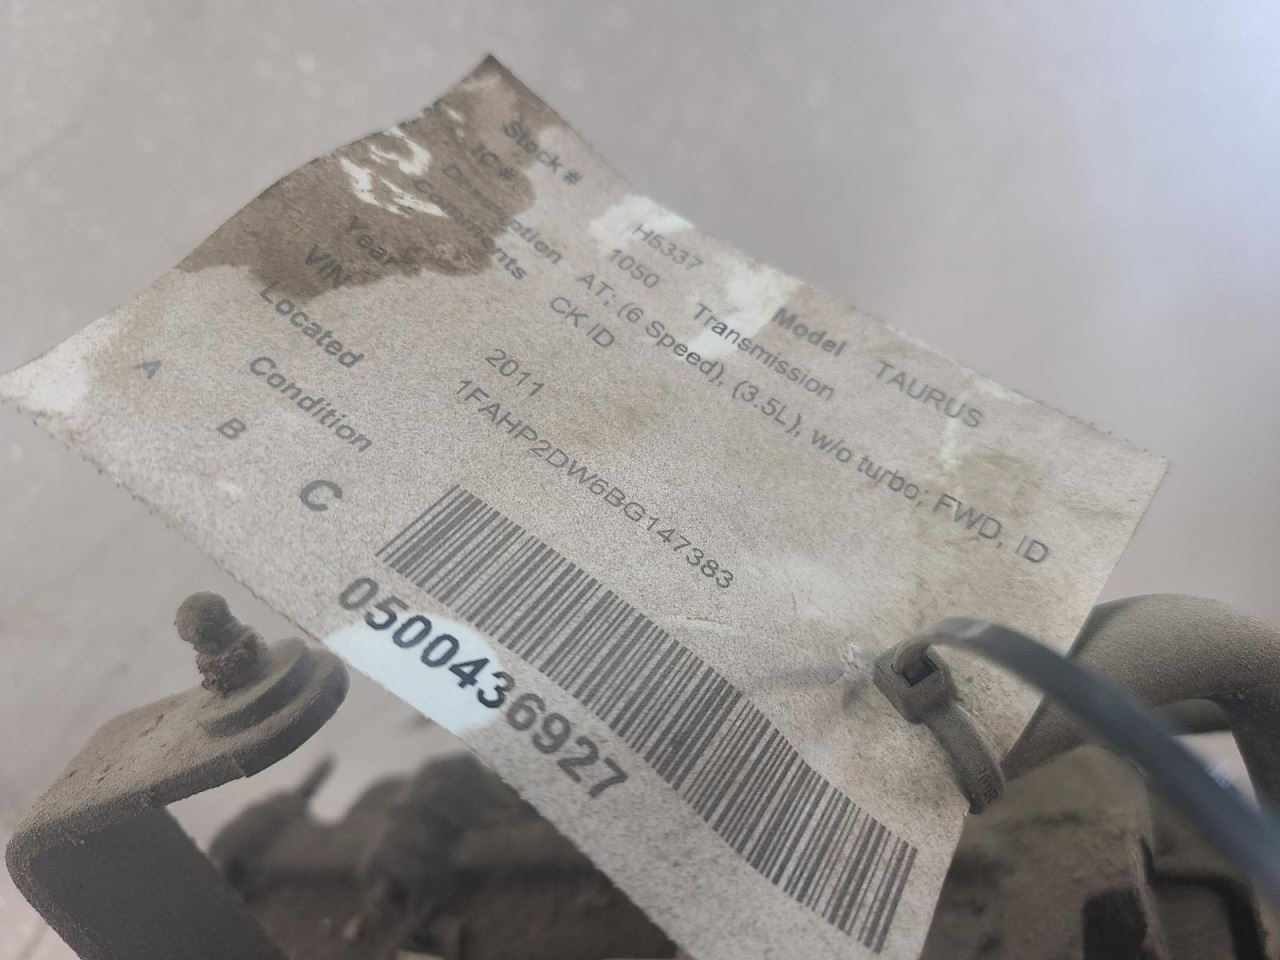 Stock # H5337 Model TAURUS
IC # 1050 Transmission
Description AT; (6 Speed), (3.5L), w/o turbo; FWD, ID
Comments CK ID
Year 2011
VIN 1FAHP2DW6BG147383
Located
Condition
A B C
0500436927